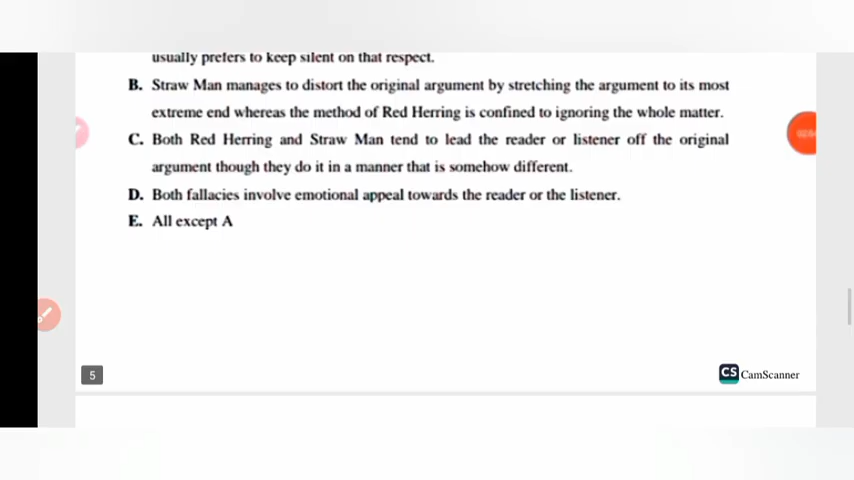 usually prefers to keep silent on that respect.
B. Straw Man manages to distort the original argument by stretching the argument to its most
extreme end whereas the method of Red Herring is confined to ignoring the whole matter.
C. Both Red Herring and Straw Man tend to lead the reader or listener off the original
argument though they do it in a manner that is somehow different.
D. Both fallacies involve emotional appeal towards the reader or the listener.
E. All except A
5
CS CamScanner